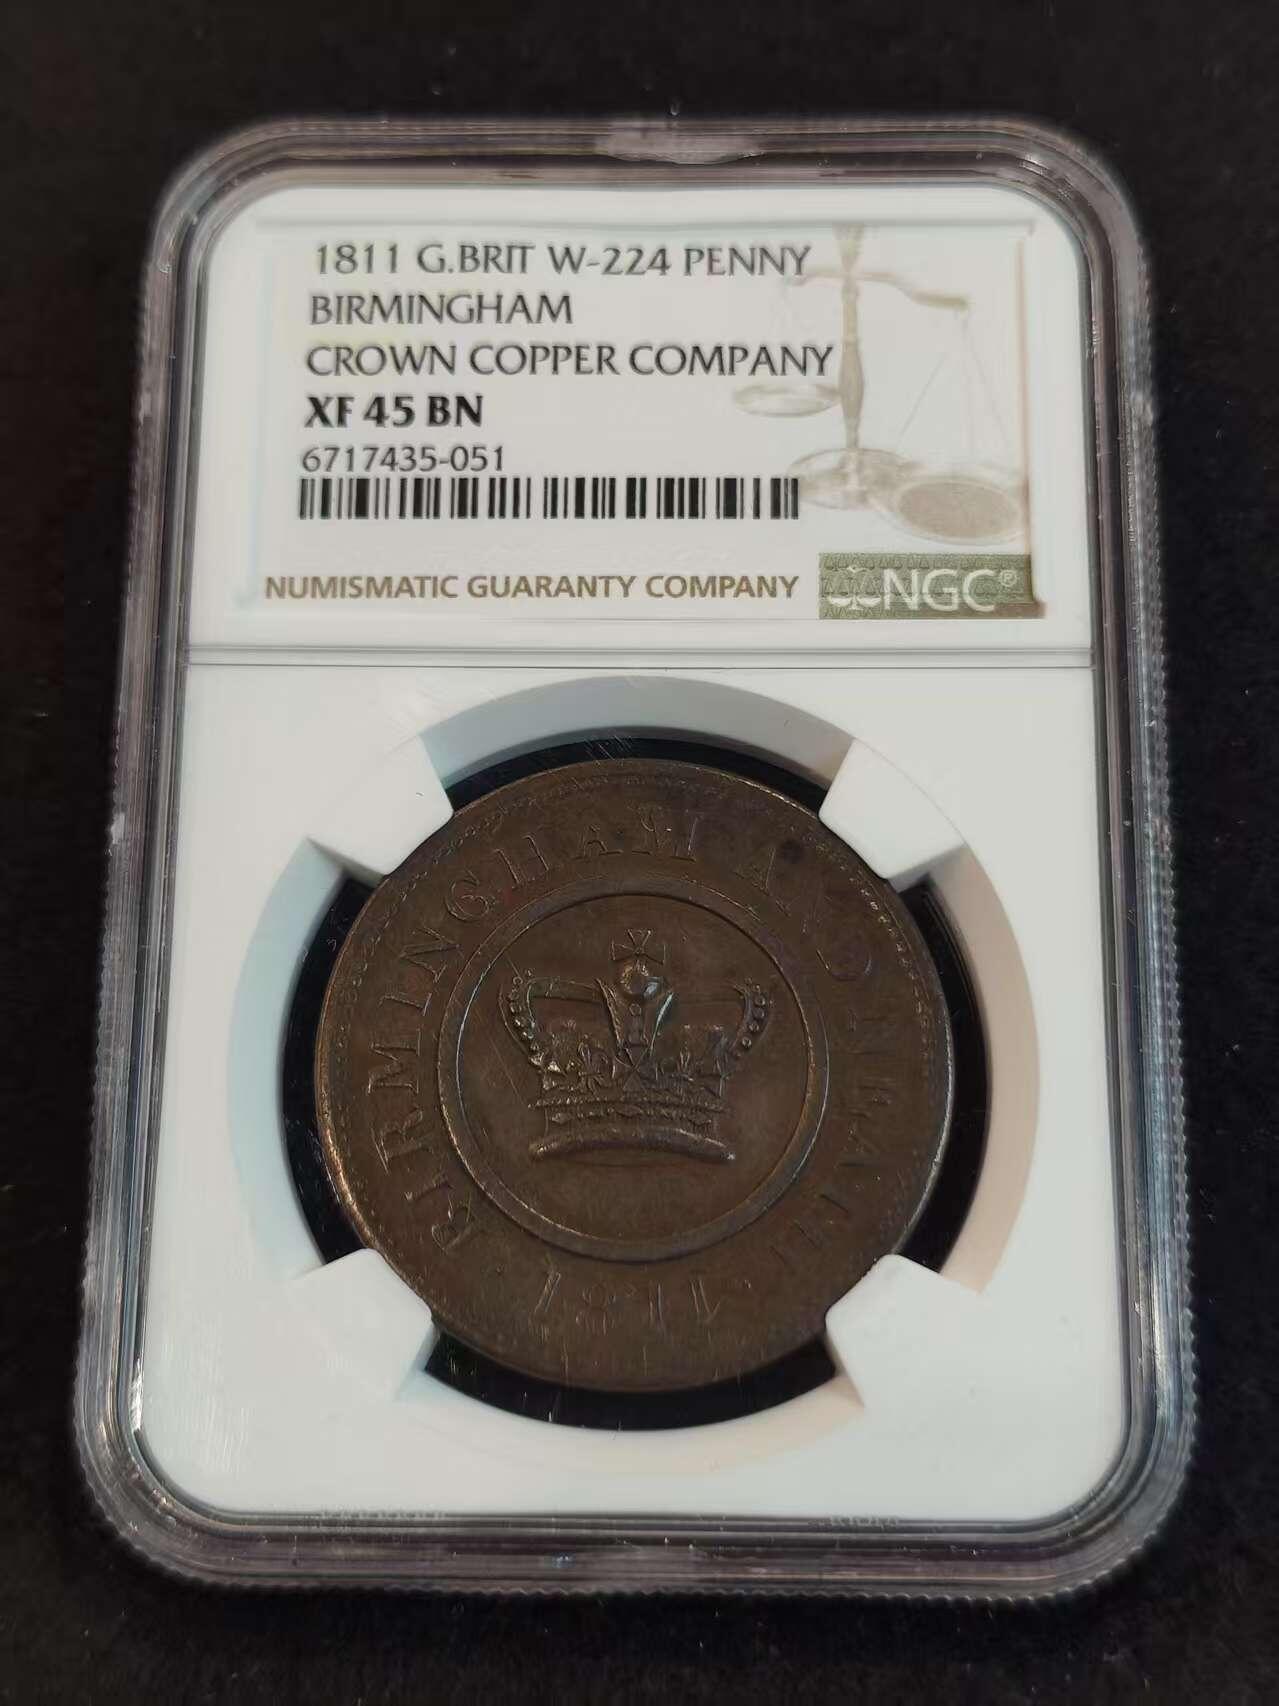 1811 G.BRIT W-224 PENNY
BIRMINGHAM
CROWN COPPER COMPANY
XF 45 BN
6717435-051
NUMISMATIC GUARANTY COMPANY
NGC®
BIRMINGHAM AND NEATH
· 1811 ·